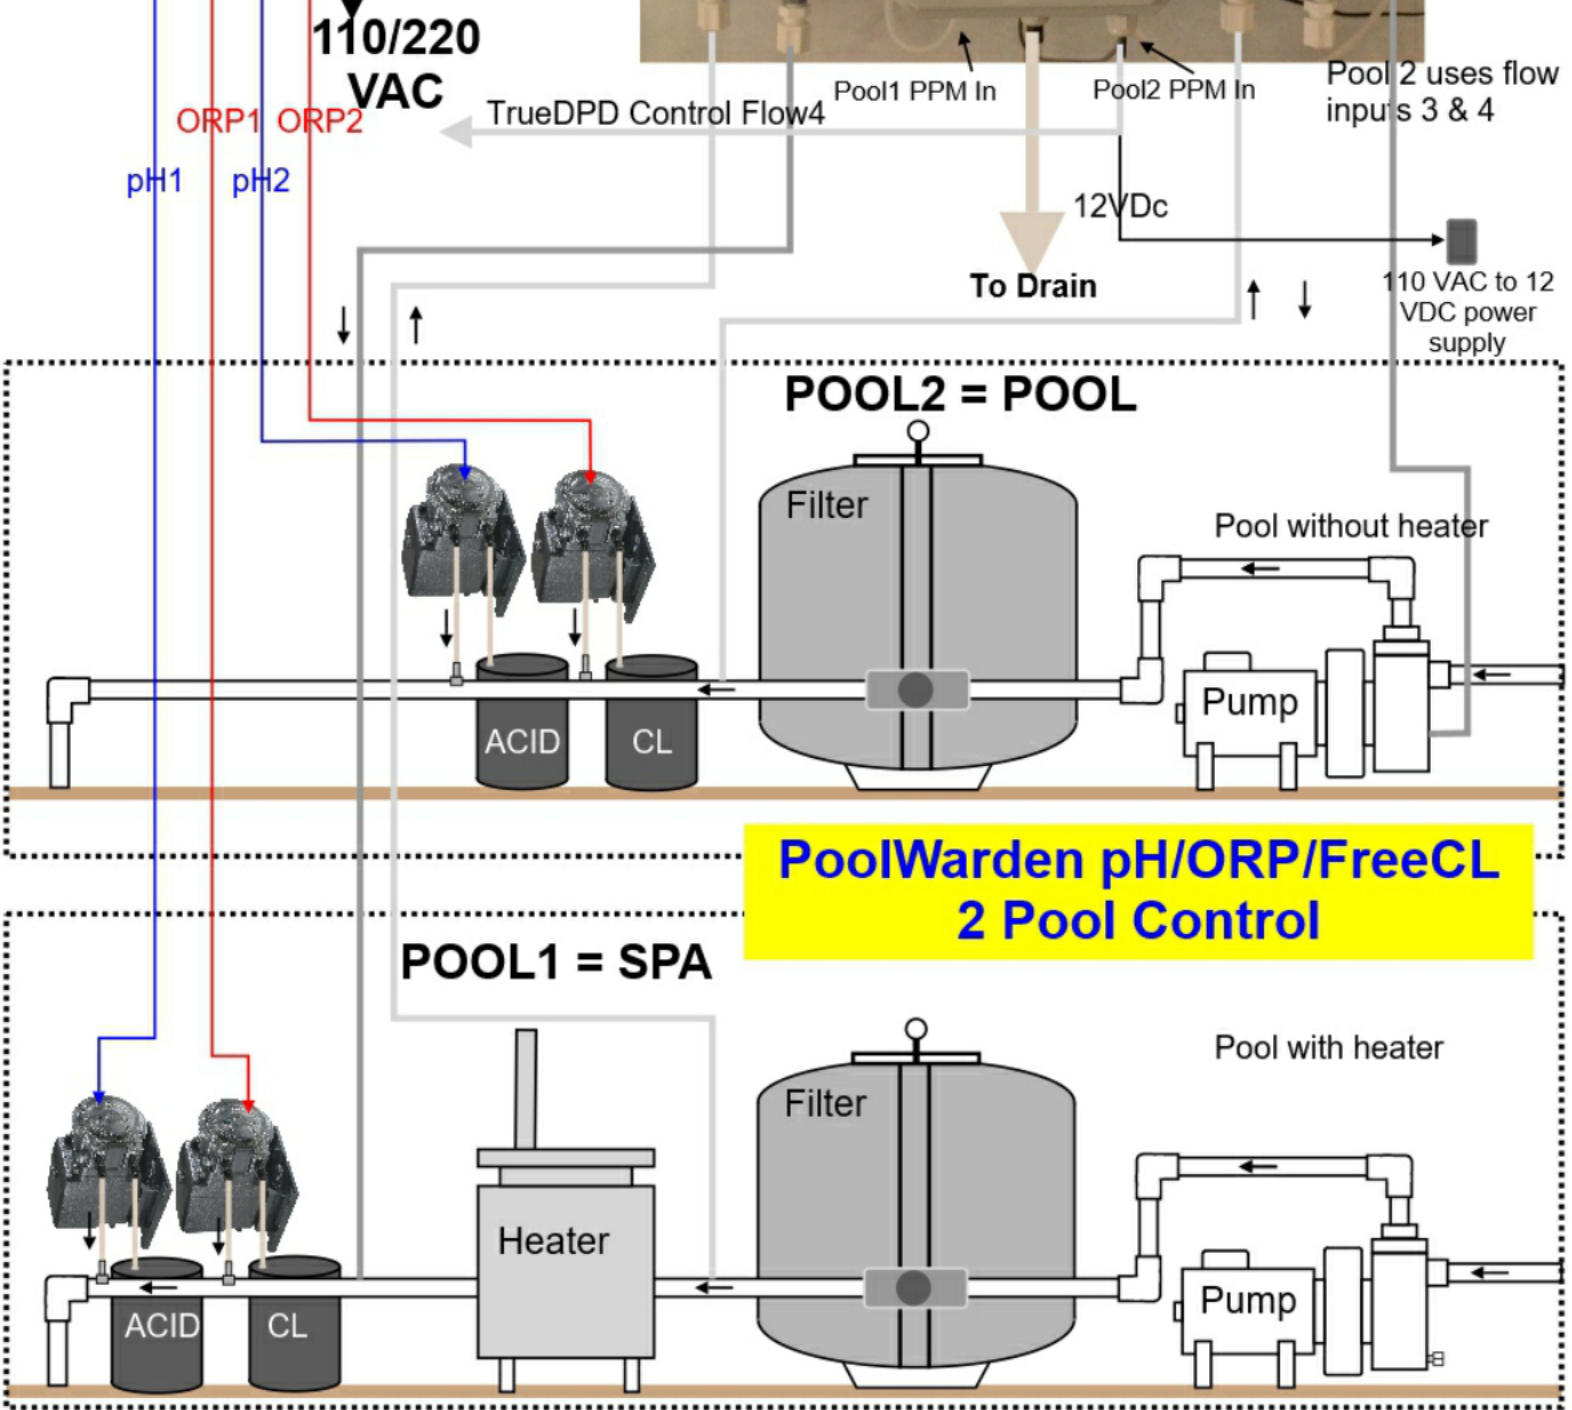 110/220
VAC
Pool1 PPM In
Pool2 PPM In
Pool 2 uses flow
inputs 3 & 4
TrueDPD Control Flow4
ORP1
ORP2
pH1
pH2
12VDc
To Drain
110 VAC to 12
VDC power
supply
POOL2 = POOL
Filter
Pool without heater
Pump
ACID
CL
PoolWarden pH/ORP/FreeCL
2 Pool Control
POOL1 = SPA
Pool with heater
Filter
Heater
Pump
ACID
CL